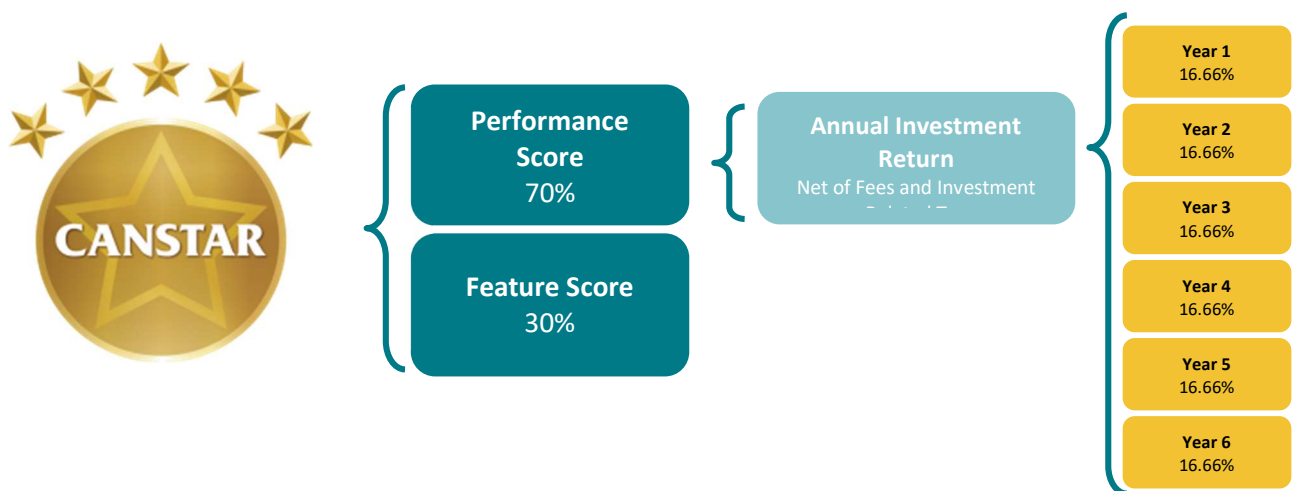 CANSTAR
Performance
Score
70%
Feature Score
30%
Annual Investment
Return
Net of Fees and Investment
Year 1
16.66%
Year 2
16.66%
Year 3
16.66%
Year 4
16.66%
Year 5
16.66%
Year 6
16.66%